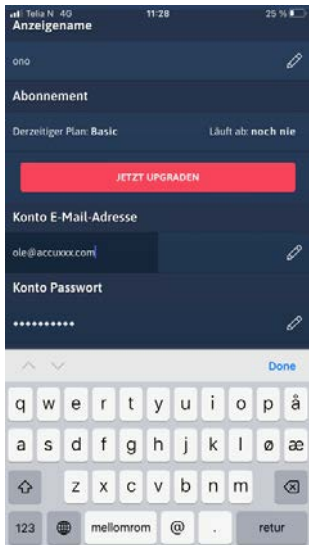 Telia N 4G 11:28 25 %
Anzeigename
ono
Abonnement
Derzeitiger Plan: Basic Läuft ab: noch nie
JETZT UPGRADEN
Konto E-Mail-Adresse
ole@accuxxx.com
Konto Passwort
••••••••••
Done
q w e r t y u i o p å
a s d f g h j k l ø æ
z x c v b n m
123 mellomrom @ . retur